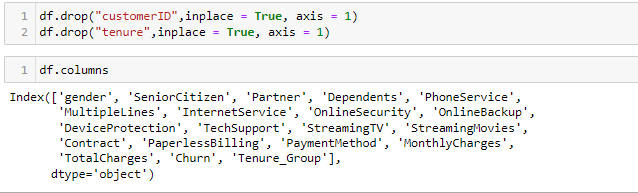 1 df.drop("customerID",inplace = True, axis = 1)
2 df.drop("tenure",inplace = True, axis = 1)
1 df.columns
Index(['gender', 'SeniorCitizen', 'Partner', 'Dependents', 'PhoneService',
'MultipleLines', 'InternetService', 'OnlineSecurity', 'OnlineBackup',
'DeviceProtection', 'TechSupport', 'StreamingTV', 'StreamingMovies',
'Contract', 'PaperlessBilling', 'PaymentMethod', 'MonthlyCharges',
'TotalCharges', 'Churn', 'Tenure_Group'],
dtype='object')